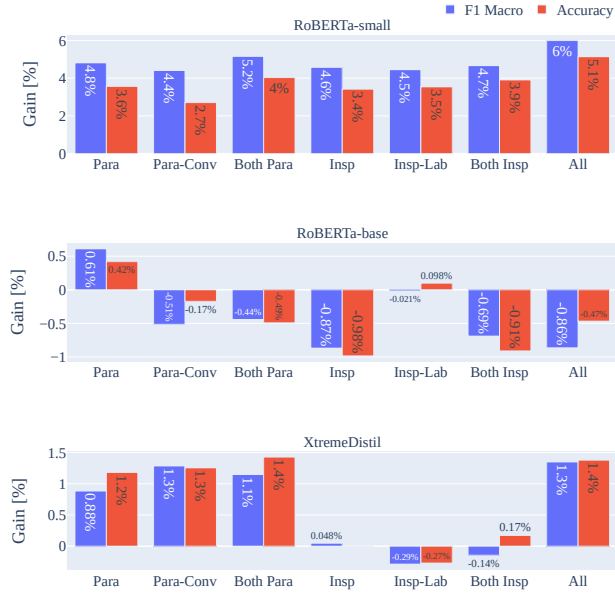 F1 Macro Accuracy
RoBERTa-small
Gain [%]
6
4
2
0
4.8% 3.6% 4.4% 2.7% 5.2% 4% 4.6% 3.4% 4.5% 3.5% 4.7% 3.9% 6% 5.1%
Para Para-Conv Both Para Insp Insp-Lab Both Insp All
RoBERTa-base
Gain [%]
0.5
0
−0.5
−1
0.61% 0.42% -0.51% -0.17% -0.44% -0.49% -0.87% -0.98% -0.021% 0.098% -0.69% -0.91% -0.86% -0.47%
Para Para-Conv Both Para Insp Insp-Lab Both Insp All
XtremeDistil
Gain [%]
1.5
1
0.5
0
0.88% 1.2% 1.3% 1.3% 1.1% 1.4% 0.048% -0.29% -0.27% -0.14% 0.17% 1.3% 1.4%
Para Para-Conv Both Para Insp Insp-Lab Both Insp All